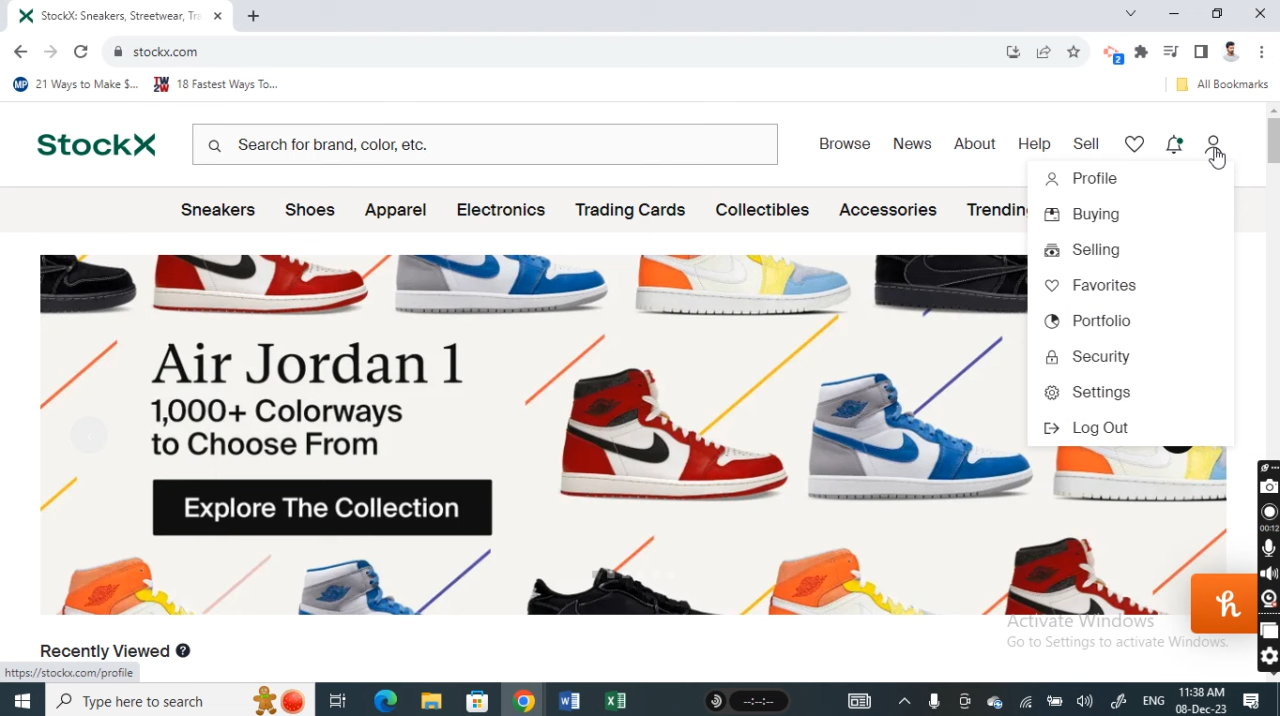 StockX: Sneakers, Streetwear, Tra
stockx.com
2
21 Ways to Make $...
18 Fastest Ways To...
All Bookmarks
StockX
Search for brand, color, etc.
Browse
News
About
Help
Sell
Sneakers
Shoes
Apparel
Electronics
Trading Cards
Collectibles
Accessories
Trending
Profile
Buying
Selling
Favorites
Portfolio
Security
Settings
Log Out
Air Jordan 1
1,000+ Colorways
to Choose From
Explore The Collection
00:12
Activate Windows
Go to Settings to activate Windows.
Recently Viewed ?
https://stockx.com/profile
Type here to search
--:--:--
ENG
11:38 AM
08-Dec-23